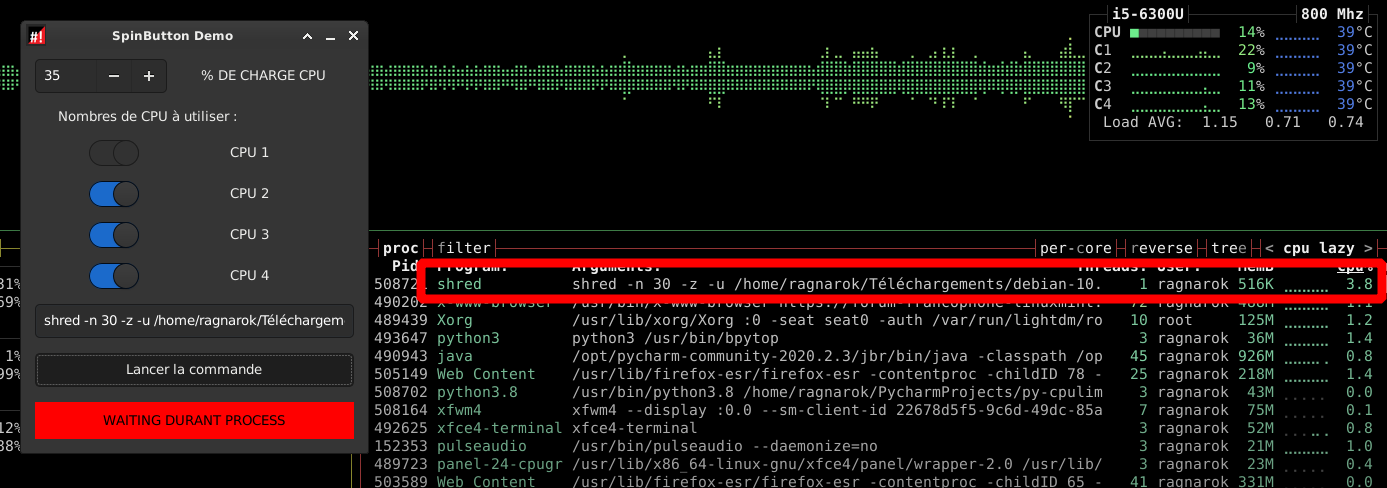 #! SpinButton Demo
35 − + % DE CHARGE CPU
Nombres de CPU à utiliser :
CPU 1
CPU 2
CPU 3
CPU 4
shred -n 30 -z -u /home/ragnarok/Téléchargem
Lancer la commande
WAITING DURANT PROCESS
i5-6300U 800 Mhz
CPU 14% 39°C
C1 22% 39°C
C2 9% 39°C
C3 11% 39°C
C4 13% 39°C
Load AVG: 1.15 0.71 0.74
proc filter per-core reverse tree < cpu lazy >
Pid: Program: Arguments: Threads: User: MemB Cpu%
508721 shred shred -n 30 -z -u /home/ragnarok/Téléchargements/debian-10. 1 ragnarok 516K 3.8
490202 x-www-browser /usr/bin/x-www-browser https://forum-francophone-linuxmint. ragnarok 1.1
489439 Xorg /usr/lib/xorg/Xorg :0 -seat seat0 -auth /var/run/lightdm/ro 10 root 125M 1.2
493647 python3 python3 /usr/bin/bpytop 3 ragnarok 36M 1.4
490943 java /opt/pycharm-community-2020.2.3/jbr/bin/java -classpath /op 45 ragnarok 926M 0.8
505149 Web Content /usr/lib/firefox-esr/firefox-esr -contentproc -childID 78 - 25 ragnarok 218M 1.4
508702 python3.8 /usr/bin/python3.8 /home/ragnarok/PycharmProjects/py-cpulim 3 ragnarok 43M 0.0
508164 xfwm4 xfwm4 --display :0.0 --sm-client-id 22678d5f5-9c6d-49dc-85a 7 ragnarok 75M 0.1
492625 xfce4-terminal xfce4-terminal 3 ragnarok 52M 0.8
152353 pulseaudio /usr/bin/pulseaudio --daemonize=no 3 ragnarok 21M 1.0
489723 panel-24-cpugr /usr/lib/x86_64-linux-gnu/xfce4/panel/wrapper-2.0 /usr/lib/ 3 ragnarok 23M 0.4
503589 Web Content /usr/lib/firefox-esr/firefox-esr -contentproc -childID 65 - 41 ragnarok 331M 0.0